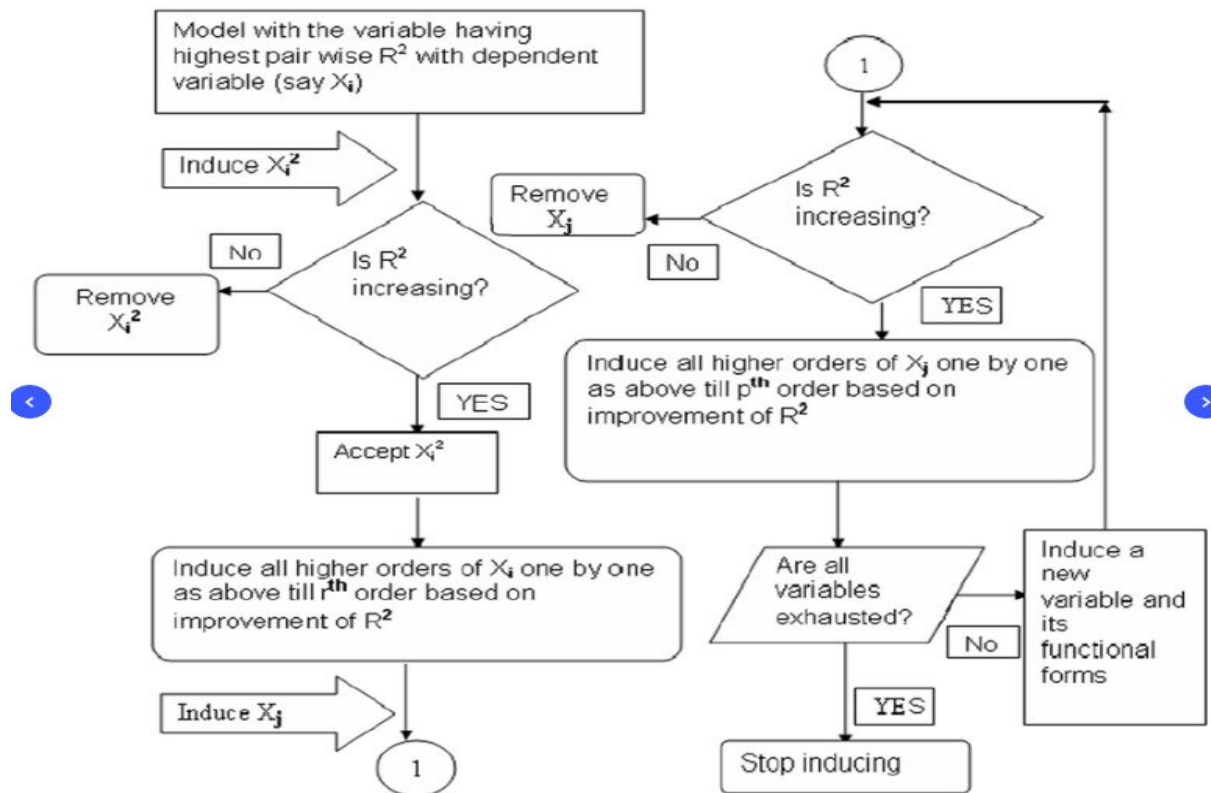 Model with the variable having
highest pair wise R² with dependent
variable (say Xᵢ)
Induce Xᵢ²
Is R²
increasing?
No
Remove
Xᵢ²
YES
Accept Xᵢ²
Induce all higher orders of Xᵢ one by one
as above till rᵗʰ order based on
improvement of R²
Induce Xⱼ
1
1
Is R²
increasing?
Remove
Xⱼ
No
YES
Induce all higher orders of Xⱼ one by one
as above till pᵗʰ order based on
improvement of R²
Are all
variables
exhausted?
No
Induce a
new
variable and
its
functional
forms
YES
Stop inducing